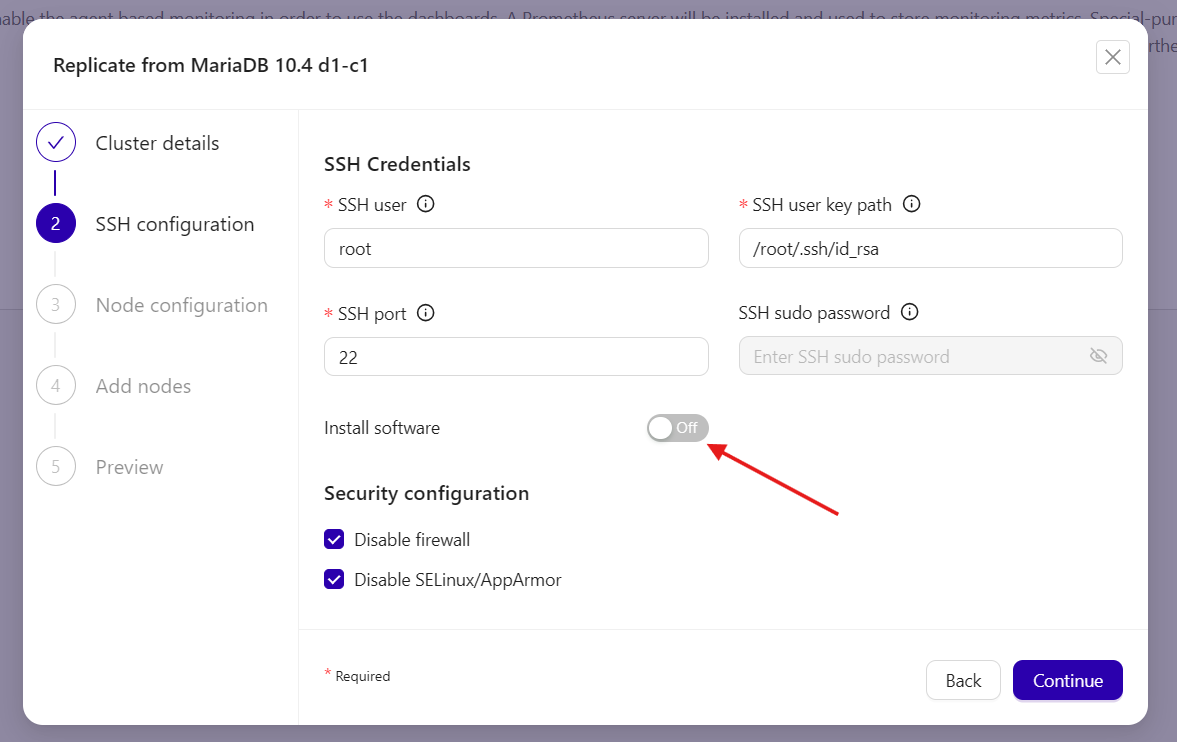 nable the agent based monitoring in order to use the dashboards. A Prometheus server will be installed and used to store monitoring metrics. Special-pur
rthe
Replicate from MariaDB 10.4 d1-c1
Cluster details
2 SSH configuration
3 Node configuration
4 Add nodes
5 Preview
SSH Credentials
* SSH user
* SSH user key path
root
/root/.ssh/id_rsa
* SSH port
SSH sudo password
22
Enter SSH sudo password
Install software
Off
Security configuration
Disable firewall
Disable SELinux/AppArmor
* Required
Back
Continue